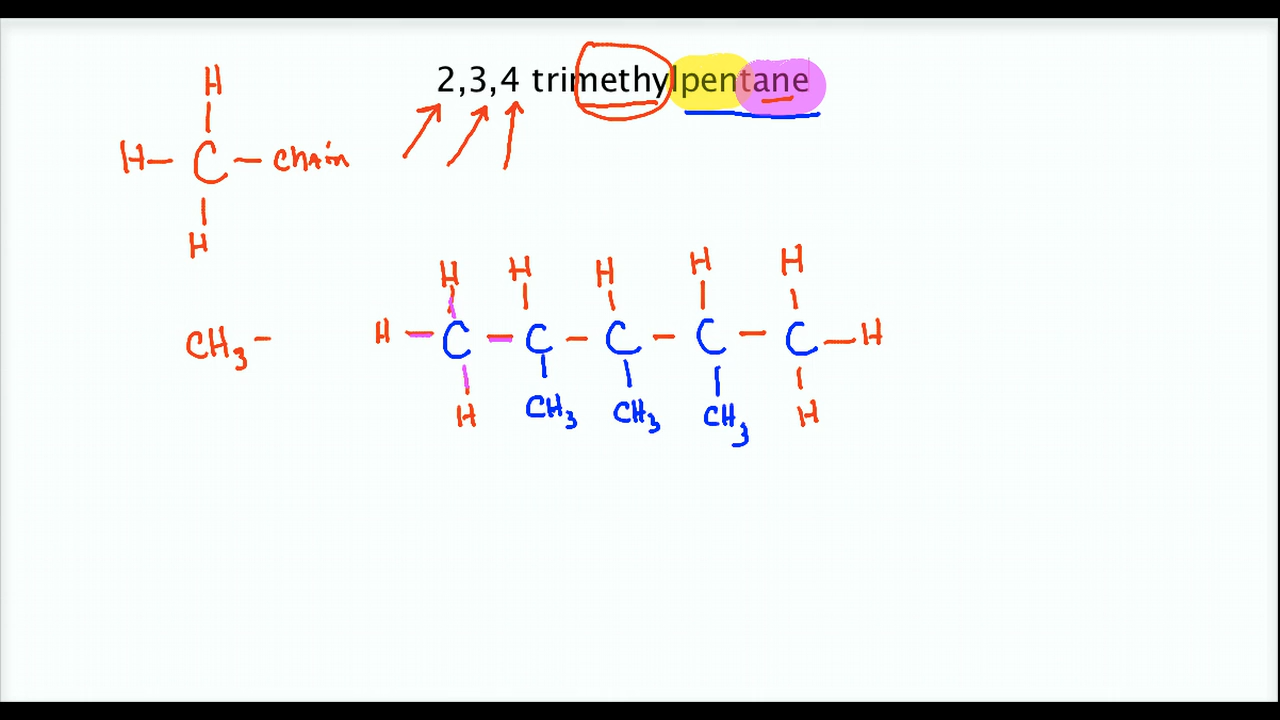 2,3,4 trimethylpentane
H
H – C – Chain
H
H H H H H
H – C – C – C – C – C – H
CH₃ –
H CH₃ CH₃ CH₃ H